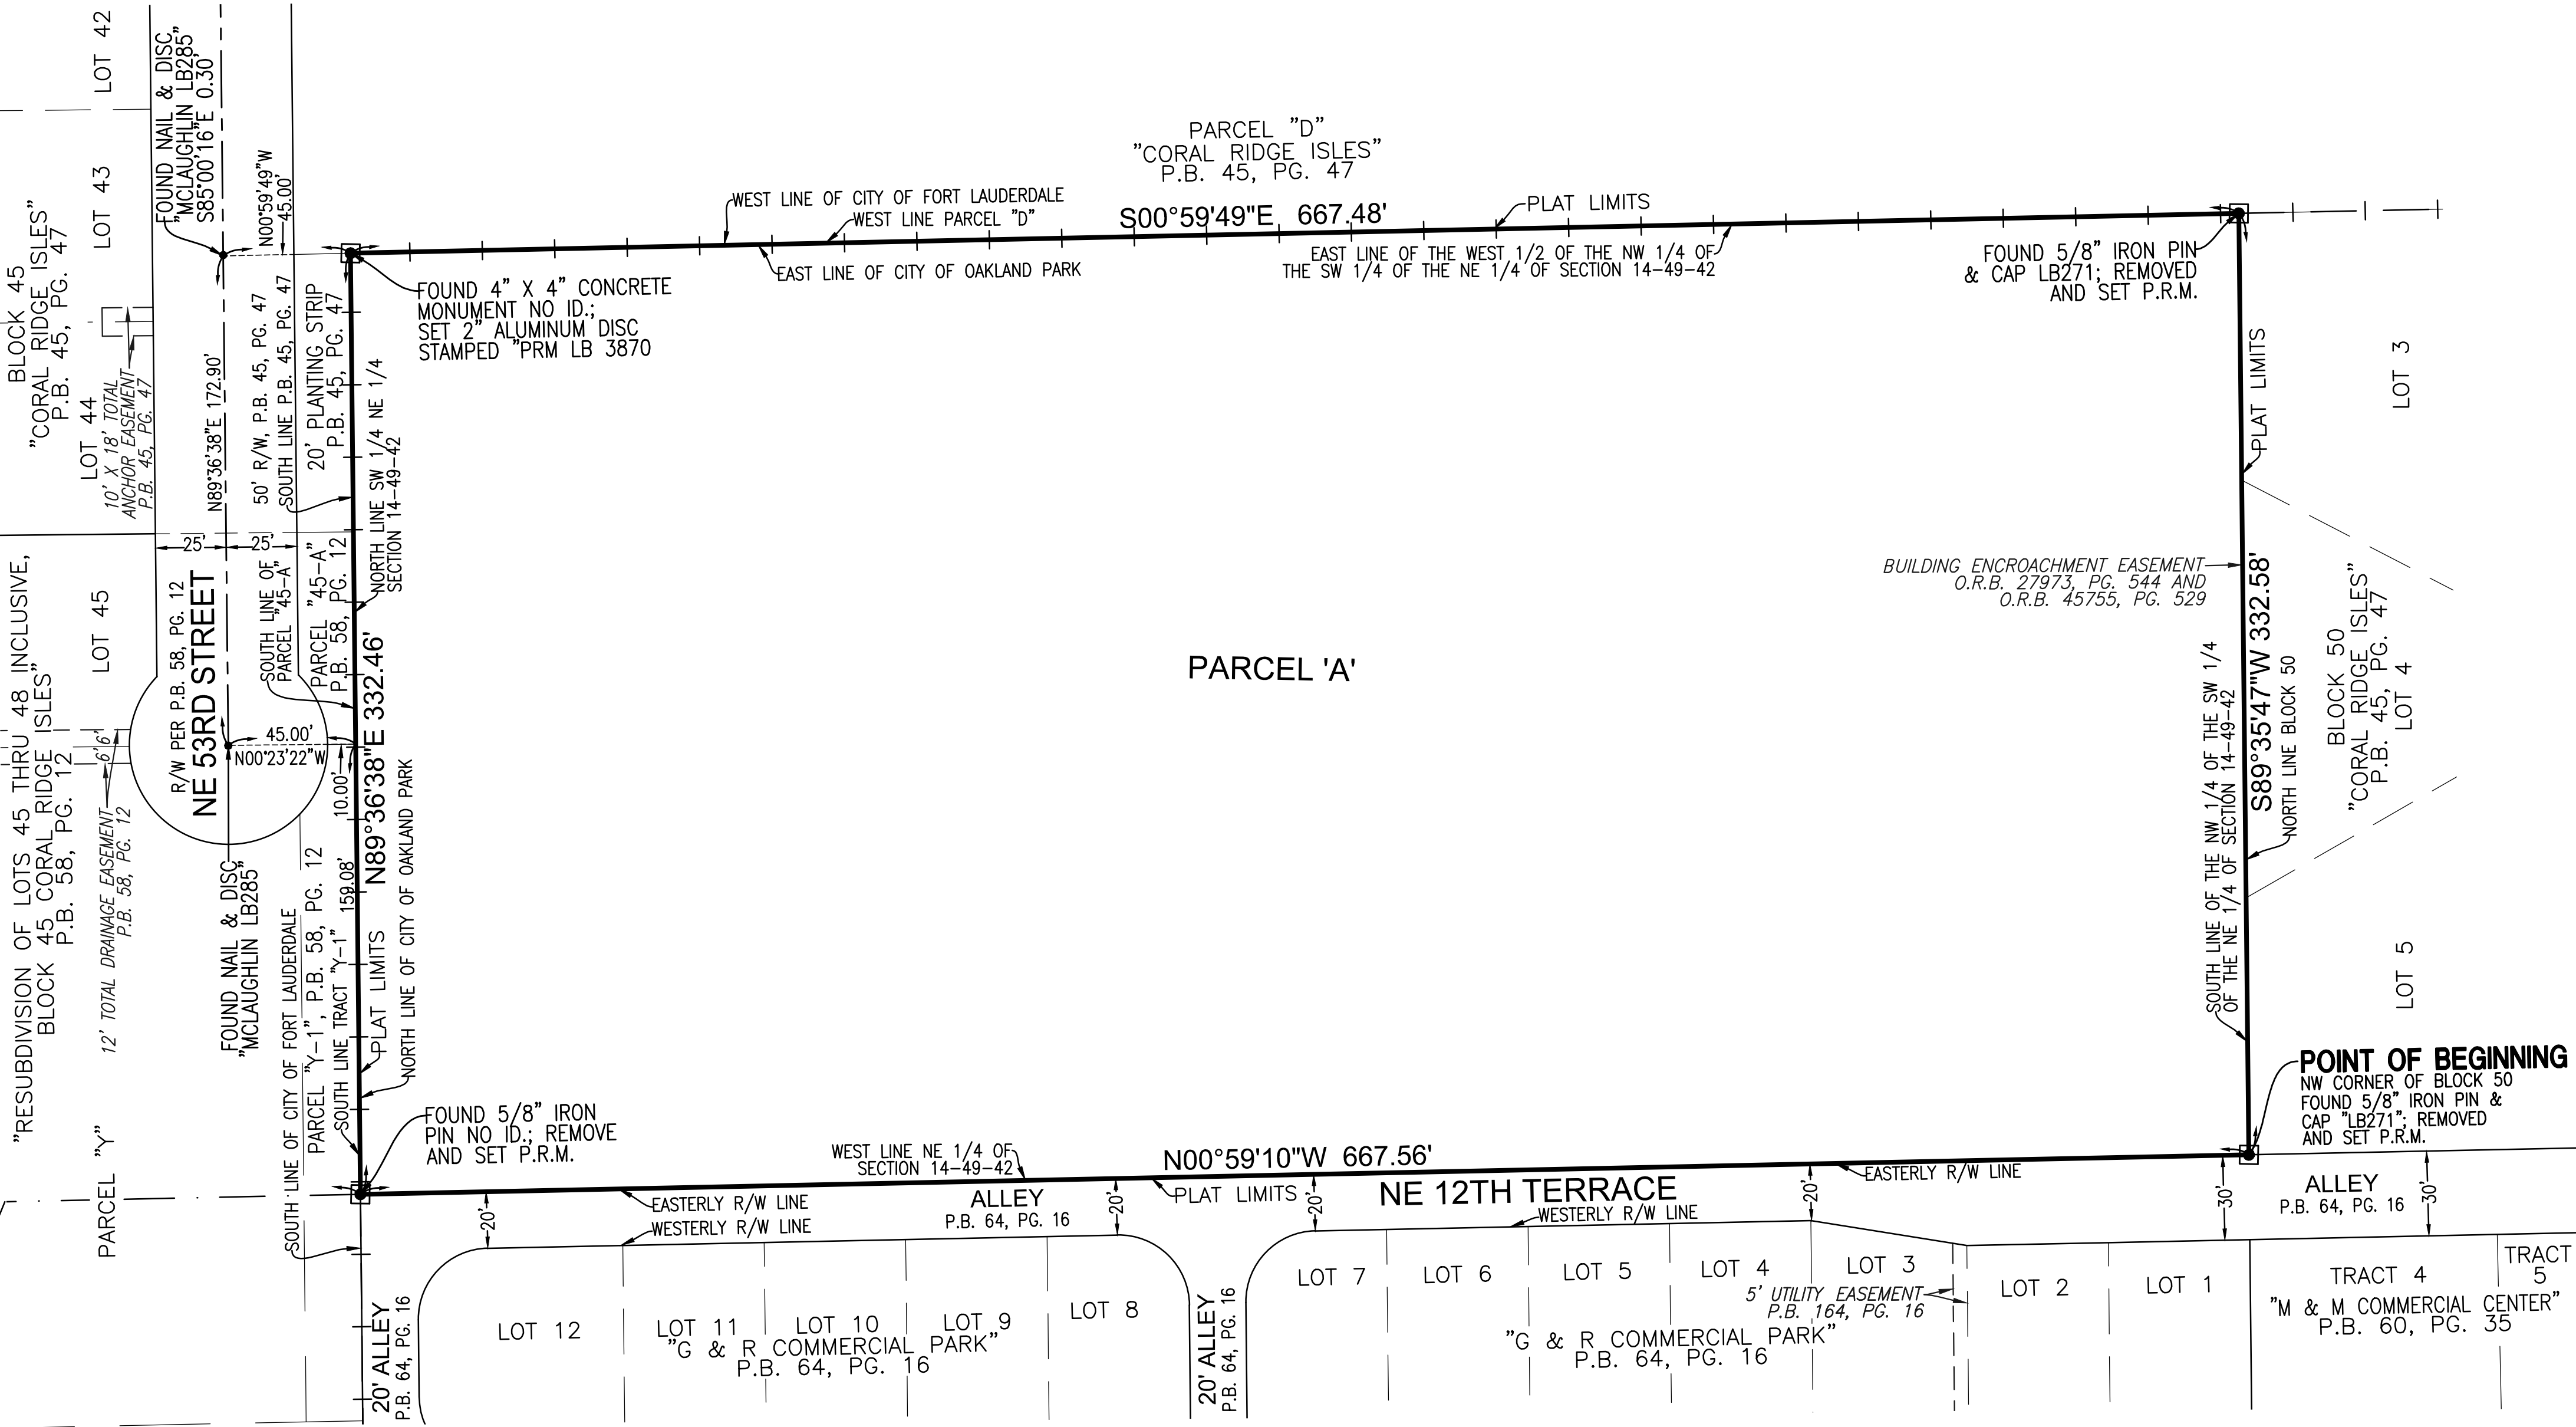 LOT 42
LOT 43
BLOCK 45
"CORAL RIDGE ISLES"
P.B. 45, PG. 47
LOT 44
10' X 18' TOTAL
ANCHOR EASEMENT
P.B. 45, PG. 47
FOUND NAIL & DISC
"MCLAUGHLIN LB285"
S85°00'16"E 0.30'
N00°59'49"W
45.00'
N89°36'38"E 172.90'
50' R/W, P.B. 45, PG. 47
SOUTH LINE P.B. 45, PG. 47
20' PLANTING STRIP
P.B. 45, PG. 47
NORTH LINE SW 1/4 NE 1/4
SECTION 14-49-42
PARCEL "D"
"CORAL RIDGE ISLES"
P.B. 45, PG. 47
WEST LINE OF CITY OF FORT LAUDERDALE
WEST LINE PARCEL "D"
S00°59'49"E 667.48'
PLAT LIMITS
EAST LINE OF CITY OF OAKLAND PARK
EAST LINE OF THE WEST 1/2 OF THE NW 1/4 OF
THE SW 1/4 OF THE NE 1/4 OF SECTION 14-49-42
FOUND 4" X 4" CONCRETE
MONUMENT NO ID.;
SET 2" ALUMINUM DISC
STAMPED "PRM LB 3870
FOUND 5/8" IRON PIN
& CAP LB271; REMOVED
AND SET P.R.M.
PLAT LIMITS
LOT 3
"RESUBDIVISION OF LOTS 45 THRU 48 INCLUSIVE,
BLOCK 45 CORAL RIDGE ISLES"
P.B. 58, PG. 12
LOT 45
25'
25'
R/W PER P.B. 58, PG. 12
NE 53RD STREET
SOUTH LINE OF
PARCEL "45-A"
PARCEL "45-A"
P.B. 58, PG. 12
45.00'
N00°23'22"W
10.00'
159.08'
N89°36'38"E 332.46'
6'
6'
12' TOTAL DRAINAGE EASEMENT
P.B. 58, PG. 12
FOUND NAIL & DISC
"MCLAUGHLIN LB285"
SOUTH LINE OF CITY OF FORT LAUDERDALE
PARCEL "Y-1", P.B. 58, PG. 12
SOUTH LINE TRACT "Y-1"
PLAT LIMITS
NORTH LINE OF CITY OF OAKLAND PARK
PARCEL "Y"
PARCEL 'A'
BUILDING ENCROACHMENT EASEMENT
O.R.B. 27973, PG. 544 AND
O.R.B. 45755, PG. 529
S89°35'47"W 332.58'
SOUTH LINE OF THE NW 1/4 OF THE SW 1/4
OF THE NE 1/4 OF SECTION 14-49-42
NORTH LINE BLOCK 50
BLOCK 50
"CORAL RIDGE ISLES"
P.B. 45, PG. 47
LOT 4
LOT 5
POINT OF BEGINNING
NW CORNER OF BLOCK 50
FOUND 5/8" IRON PIN &
CAP "LB271"; REMOVED
AND SET P.R.M.
FOUND 5/8" IRON
PIN NO ID.; REMOVE
AND SET P.R.M.
WEST LINE NE 1/4 OF
SECTION 14-49-42
N00°59'10"W 667.56'
EASTERLY R/W LINE
EASTERLY R/W LINE
WESTERLY R/W LINE
ALLEY
P.B. 64, PG. 16
PLAT LIMITS
NE 12TH TERRACE
WESTERLY R/W LINE
20'
20'
20'
20'
30'
30'
ALLEY
P.B. 64, PG. 16
20' ALLEY
P.B. 64, PG. 16
LOT 12
LOT 11
LOT 10
LOT 9
LOT 8
"G & R COMMERCIAL PARK"
P.B. 64, PG. 16
20' ALLEY
P.B. 64, PG. 16
LOT 7
LOT 6
LOT 5
LOT 4
LOT 3
LOT 2
LOT 1
5' UTILITY EASEMENT
P.B. 164, PG. 16
"G & R COMMERCIAL PARK"
P.B. 64, PG. 16
TRACT 4
TRACT
5
"M & M COMMERCIAL CENTER"
P.B. 60, PG. 35